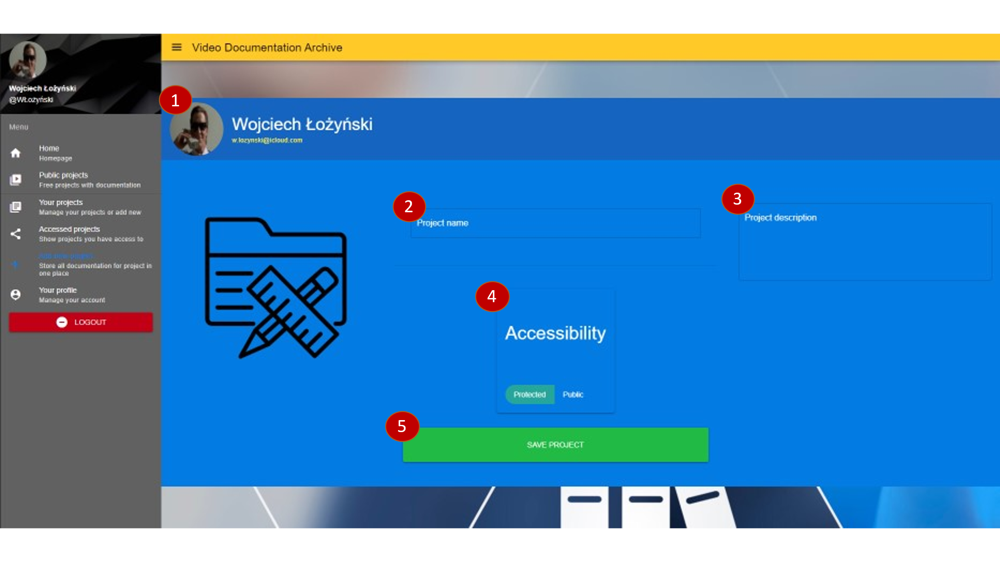 Wojciech Łożyński
@WŁożyński
Menu
Home
Homepage
Public projects
Free projects with documentation
Your projects
Manage your projects or add new
Accessed projects
Show projects you have access to
Add new project
Store all documentation for project in
one place
Your profile
Manage your account
LOGOUT
Video Documentation Archive
1
Wojciech Łożyński
w.lozynski@icloud.com
2
Project name
3
Project description
4
Accessibility
Protected
Public
5
SAVE PROJECT